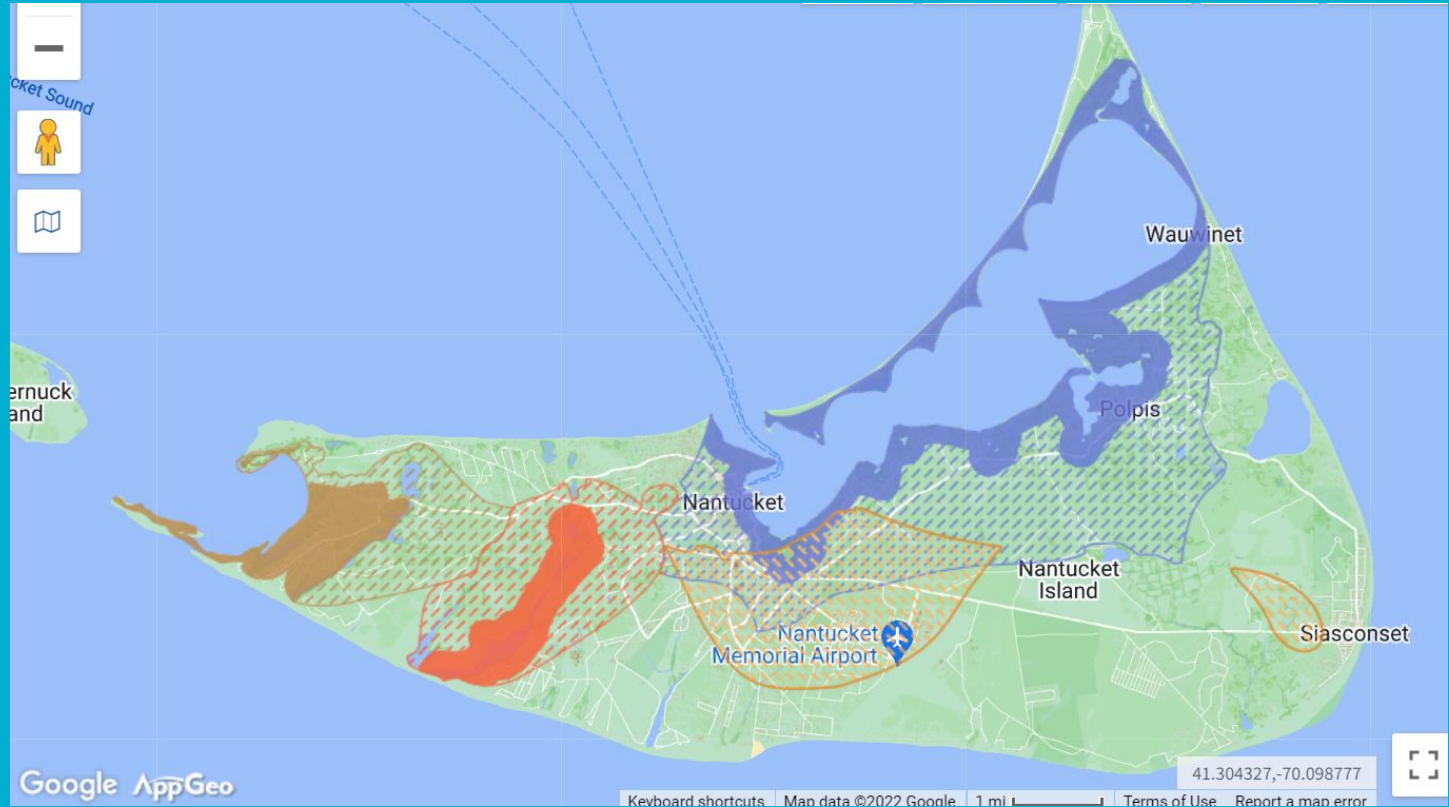 cket Sound
Wauwinet
ernuck
and
Polpis
Nantucket
Nantucket
Island
Siasconset
Nantucket
Memorial Airport
41.304327,-70.098777
Google AppGeo
Keyboard shortcuts Map data ©2022 Google 1 mi Terms of Use Report a map error